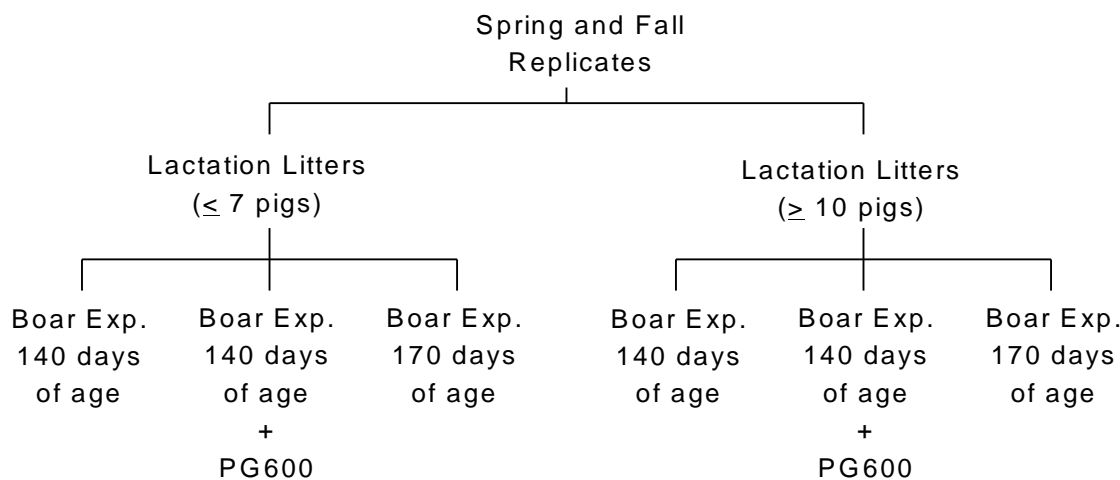 Spring and Fall
Replicates
Lactation Litters
(≤ 7 pigs)
Lactation Litters
(≥ 10 pigs)
Boar Exp.
140 days
of age
Boar Exp.
140 days
of age
+
PG600
Boar Exp.
170 days
of age
Boar Exp.
140 days
of age
Boar Exp.
140 days
of age
+
PG600
Boar Exp.
170 days
of age